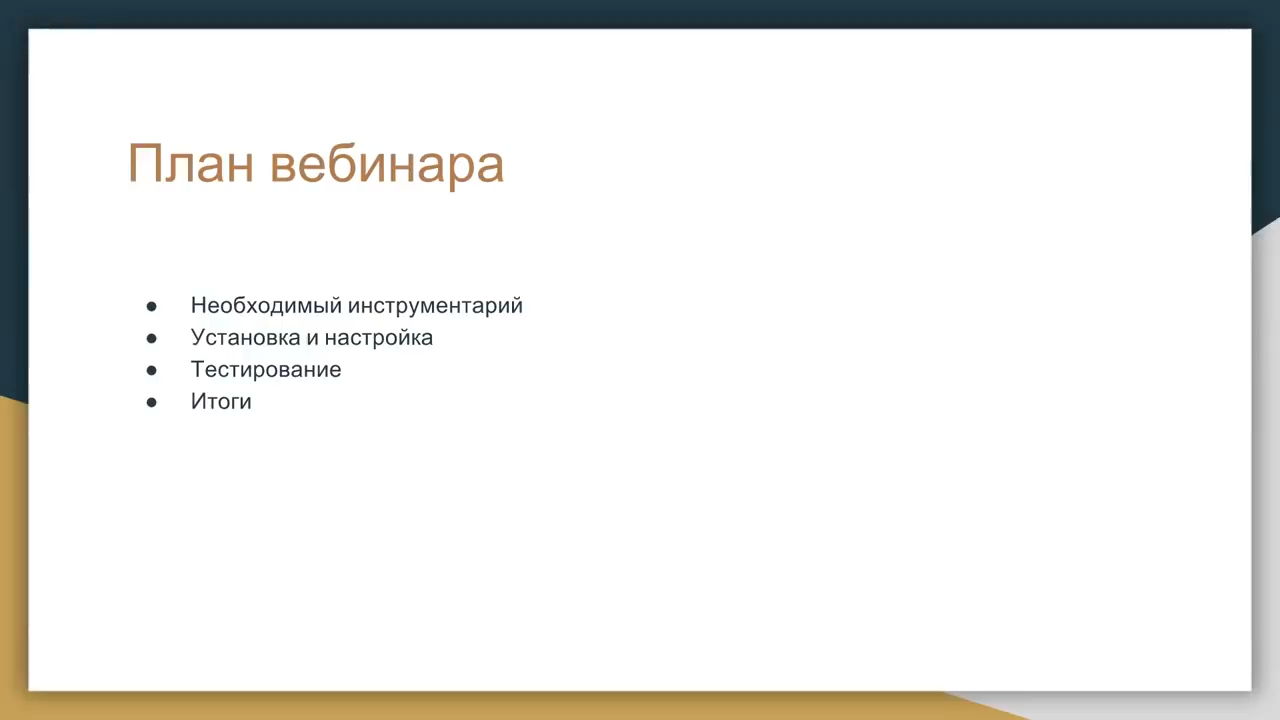 План вебинара
● Необходимый инструментарий
● Установка и настройка
● Тестирование
● Итоги